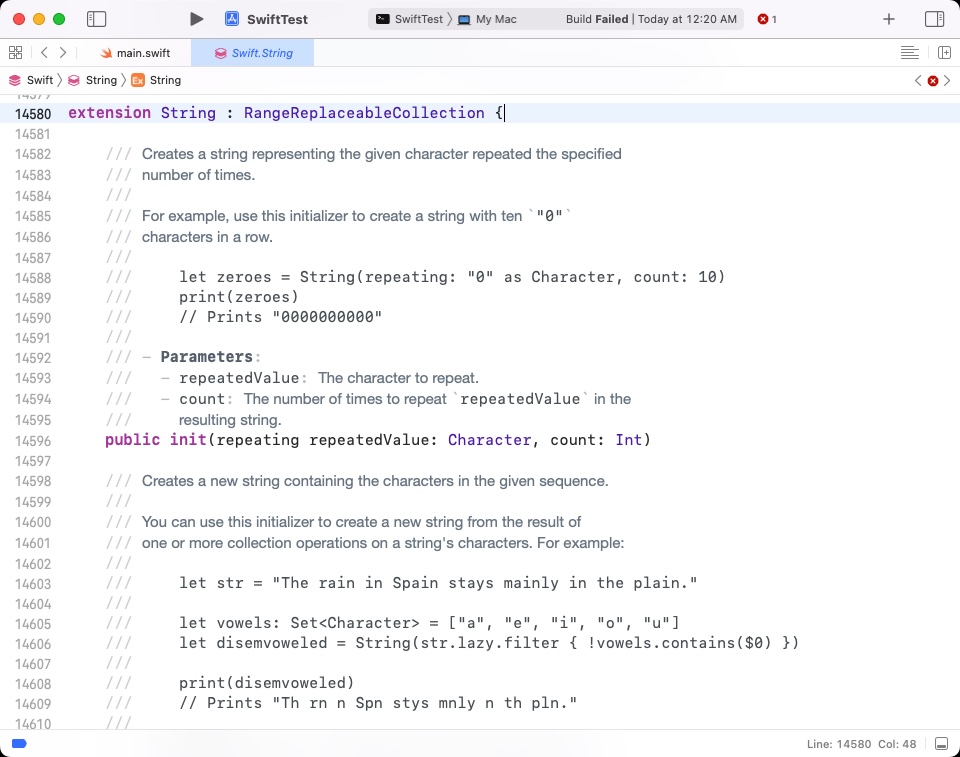 SwiftTest
SwiftTest 〉 My Mac
Build Failed | Today at 12:20 AM
1
main.swift
Swift.String
Swift 〉 String 〉 Ex String
14579
14580 extension String : RangeReplaceableCollection {
14581
14582 /// Creates a string representing the given character repeated the specified
14583 /// number of times.
14584 ///
14585 /// For example, use this initializer to create a string with ten `"0"`
14586 /// characters in a row.
14587 ///
14588 /// let zeroes = String(repeating: "0" as Character, count: 10)
14589 /// print(zeroes)
14590 /// // Prints "0000000000"
14591 ///
14592 /// - Parameters:
14593 /// - repeatedValue: The character to repeat.
14594 /// - count: The number of times to repeat `repeatedValue` in the
14595 /// resulting string.
14596 public init(repeating repeatedValue: Character, count: Int)
14597
14598 /// Creates a new string containing the characters in the given sequence.
14599 ///
14600 /// You can use this initializer to create a new string from the result of
14601 /// one or more collection operations on a string's characters. For example:
14602 ///
14603 /// let str = "The rain in Spain stays mainly in the plain."
14604 ///
14605 /// let vowels: Set<Character> = ["a", "e", "i", "o", "u"]
14606 /// let disemvoweled = String(str.lazy.filter { !vowels.contains($0) })
14607 ///
14608 /// print(disemvoweled)
14609 /// // Prints "Th rn n Spn stys mnly n th pln."
14610 ///
Line: 14580 Col: 48